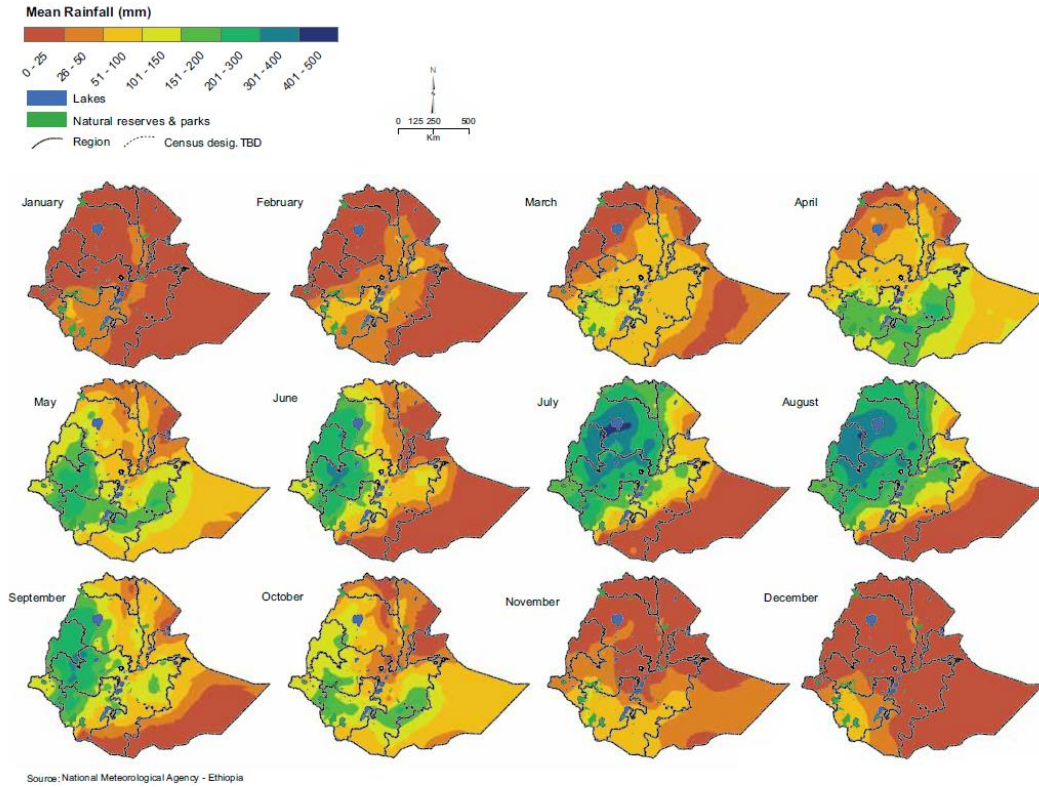 Mean Rainfall (mm)
0 - 25
26 - 50
51 - 100
101 - 150
151 - 200
201 - 300
301 - 400
401 - 500
Lakes
Natural reserves & parks
Region Census desig. TBD
N
0 125 250 500
Km
January
February
March
April
May
June
July
August
September
October
November
December
Source: National Meteorological Agency - Ethiopia